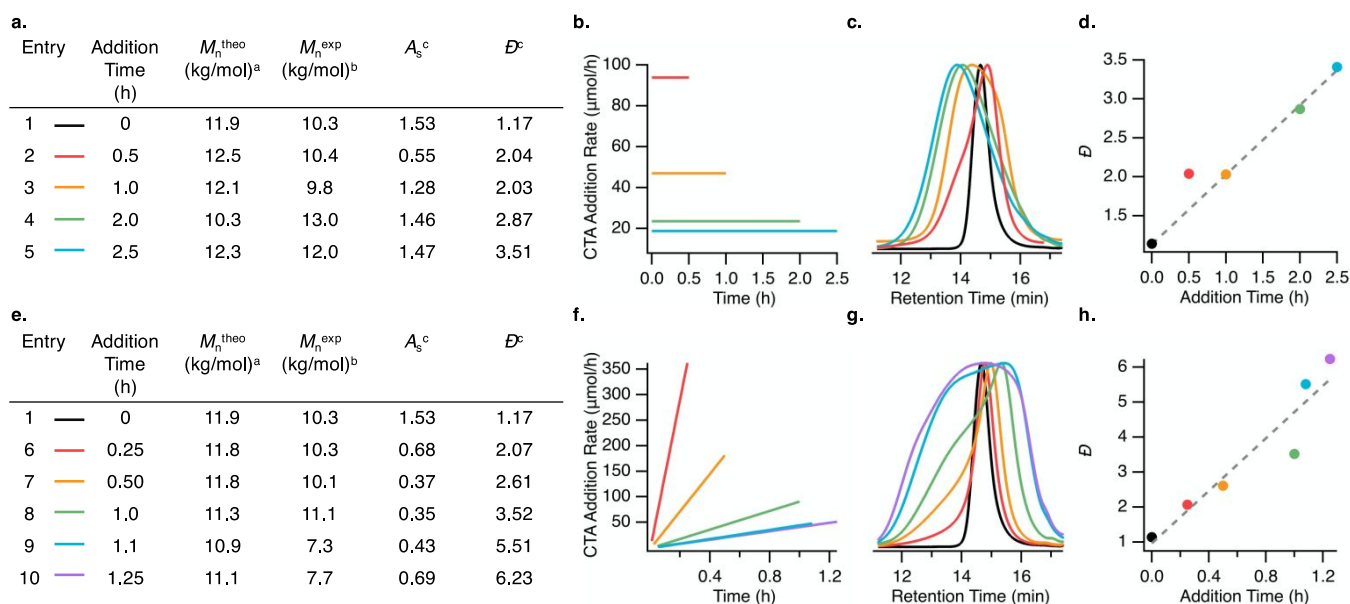 a.
Entry Addition Time (h) Mₙᵗʰᵉᵒ (kg/mol)ᵃ Mₙᵉˣᵖ (kg/mol)ᵇ Aₛᶜ Đᶜ
1 0 11.9 10.3 1.53 1.17
2 0.5 12.5 10.4 0.55 2.04
3 1.0 12.1 9.8 1.28 2.03
4 2.0 10.3 13.0 1.46 2.87
5 2.5 12.3 12.0 1.47 3.51
b.
CTA Addition Rate (µmol/h)
100
80
60
40
20
0.0 0.5 1.0 1.5 2.0 2.5
Time (h)
c.
12 14 16
Retention Time (min)
d.
Đ
3.5
3.0
2.5
2.0
1.5
0.0 0.5 1.0 1.5 2.0 2.5
Addition Time (h)
e.
Entry Addition Time (h) Mₙᵗʰᵉᵒ (kg/mol)ᵃ Mₙᵉˣᵖ (kg/mol)ᵇ Aₛᶜ Đᶜ
1 0 11.9 10.3 1.53 1.17
6 0.25 11.8 10.3 0.68 2.07
7 0.50 11.8 10.1 0.37 2.61
8 1.0 11.3 11.1 0.35 3.52
9 1.1 10.9 7.3 0.43 5.51
10 1.25 11.1 7.7 0.69 6.23
f.
CTA Addition Rate (µmol/h)
350
300
250
200
150
100
50
0.4 0.8 1.2
Time (h)
g.
12 14 16
Retention Time (min)
h.
Đ
6
5
4
3
2
1
0.0 0.4 0.8 1.2
Addition Time (h)